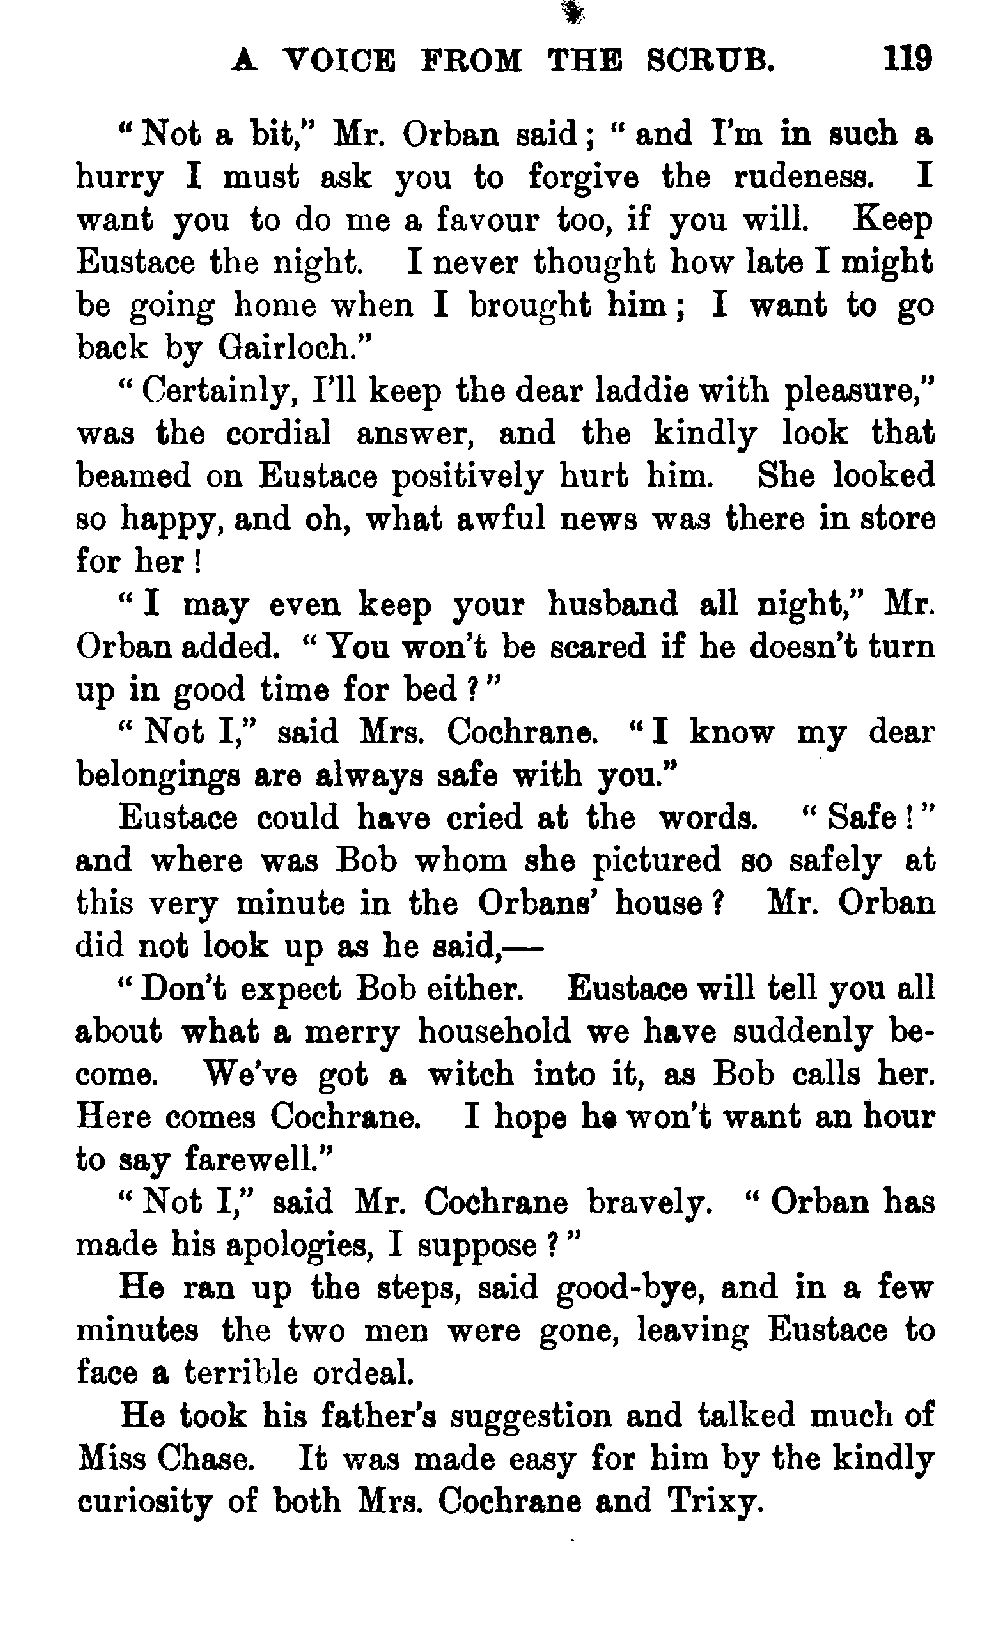 A VOICE FROM THE SCRUB. 119
"Not a bit," Mr. Orban said; "and I'm in such a
hurry I must ask you to forgive the rudeness. I
want you to do me a favour too, if you will. Keep
Eustace the night. I never thought how late I might
be going home when I brought him; I want to go
back by Gairloch."
"Certainly, I'll keep the dear laddie with pleasure,"
was the cordial answer, and the kindly look that
beamed on Eustace positively hurt him. She looked
so happy, and oh, what awful news was there in store
for her!
"I may even keep your husband all night," Mr.
Orban added. "You won't be scared if he doesn't turn
up in good time for bed?"
"Not I," said Mrs. Cochrane. "I know my dear
belongings are always safe with you."
Eustace could have cried at the words. "Safe!"
and where was Bob whom she pictured so safely at
this very minute in the Orbans' house? Mr. Orban
did not look up as he said,—
"Don't expect Bob either. Eustace will tell you all
about what a merry household we have suddenly be-
come. We've got a witch into it, as Bob calls her.
Here comes Cochrane. I hope he won't want an hour
to say farewell."
"Not I," said Mr. Cochrane bravely. "Orban has
made his apologies, I suppose?"
He ran up the steps, said good-bye, and in a few
minutes the two men were gone, leaving Eustace to
face a terrible ordeal.
He took his father's suggestion and talked much of
Miss Chase. It was made easy for him by the kindly
curiosity of both Mrs. Cochrane and Trixy.